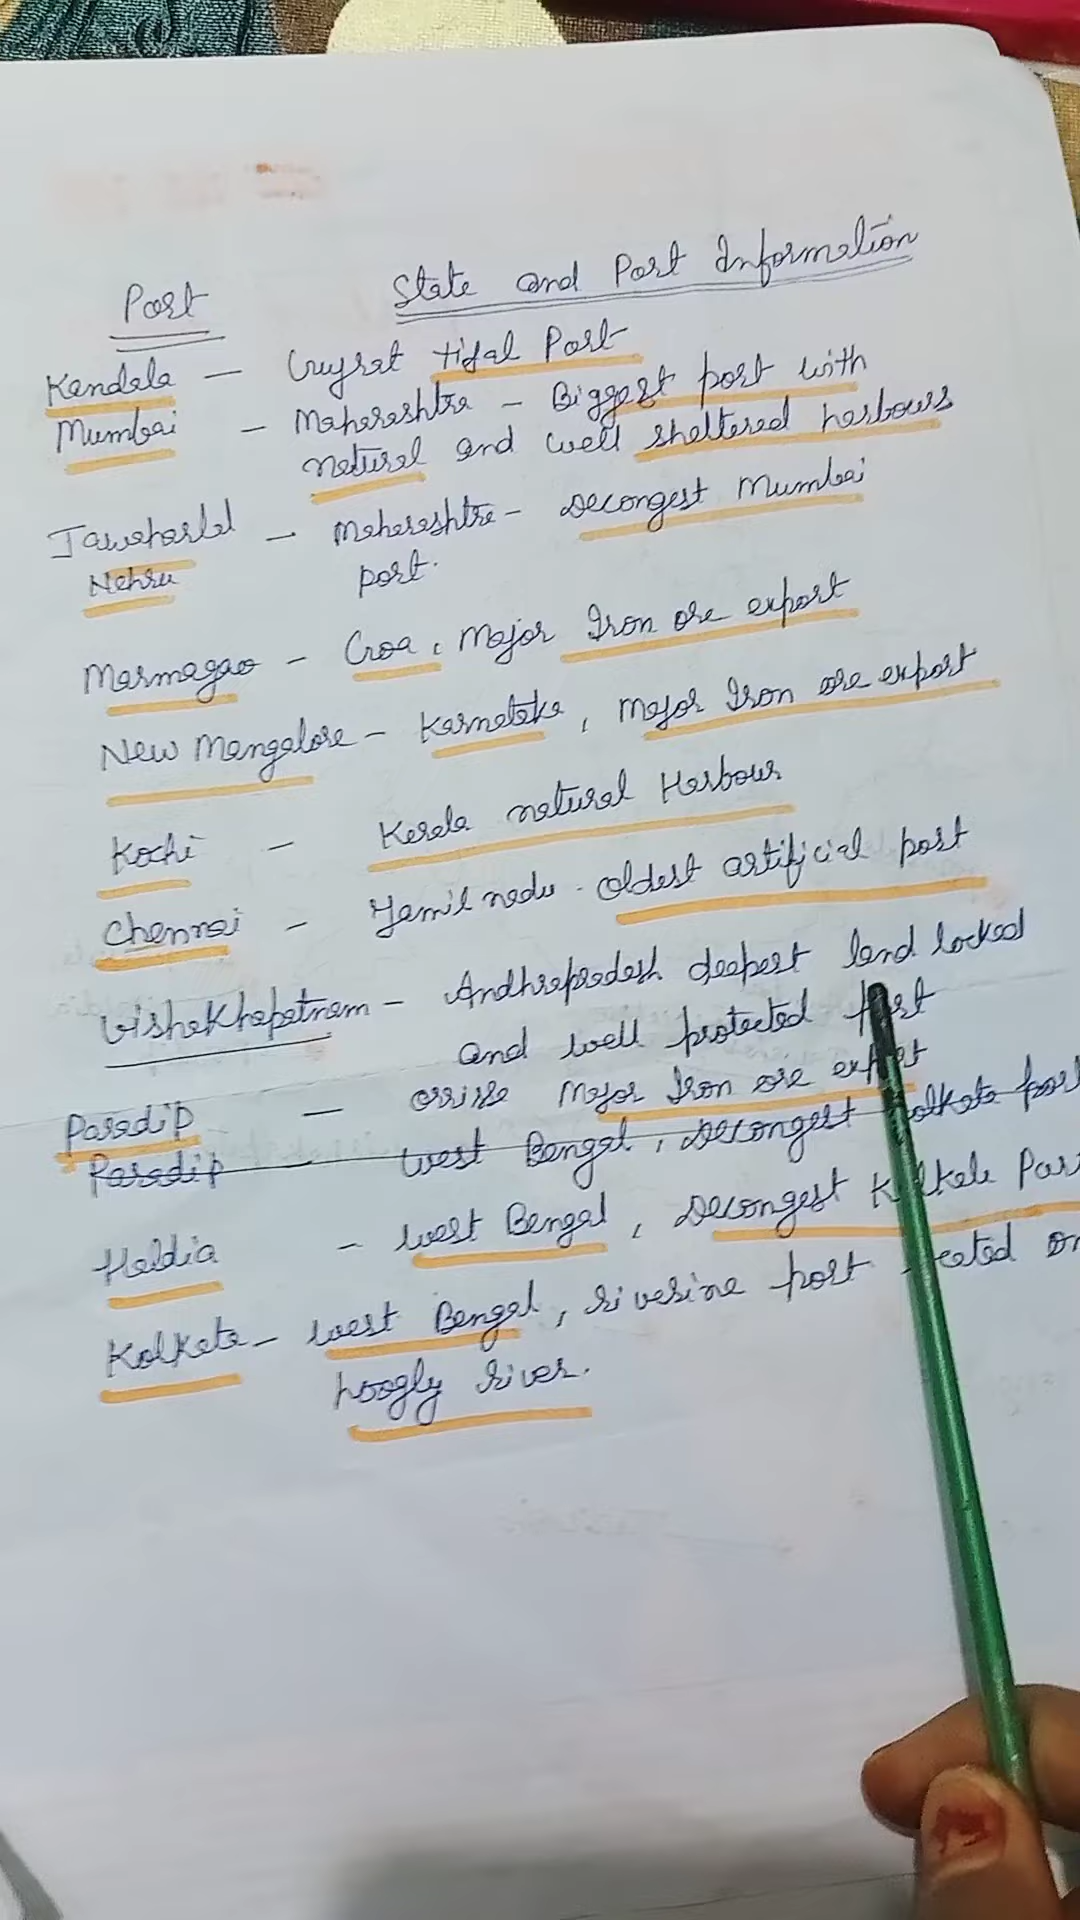 Port State and Port Information
Kandala - Gujrat tidal Port
Mumbai - Maharashtra - Biggest port with
natural and well sheltered harbours
Jawaharlal - Maharashtra - Decongest Mumbai
Nehru port.
Marmagao - Goa, Major Iron ore export
New Mangalore - Karnataka, Major Iron ore export
Kochi - Kerala natural Harbour
Chennai - Tamil nadu - oldest artificial port
Vishakhapatnam - Andhrapradesh deepest land locked
and well protected port
Paradip - orrisa Major Iron ore export
Paradip - West Bengal, Decongest Kolkata port
Haldia - West Bengal, Decongest Kolkata Port
Kolkata - West Bengal, riverine port on
hoogly river.